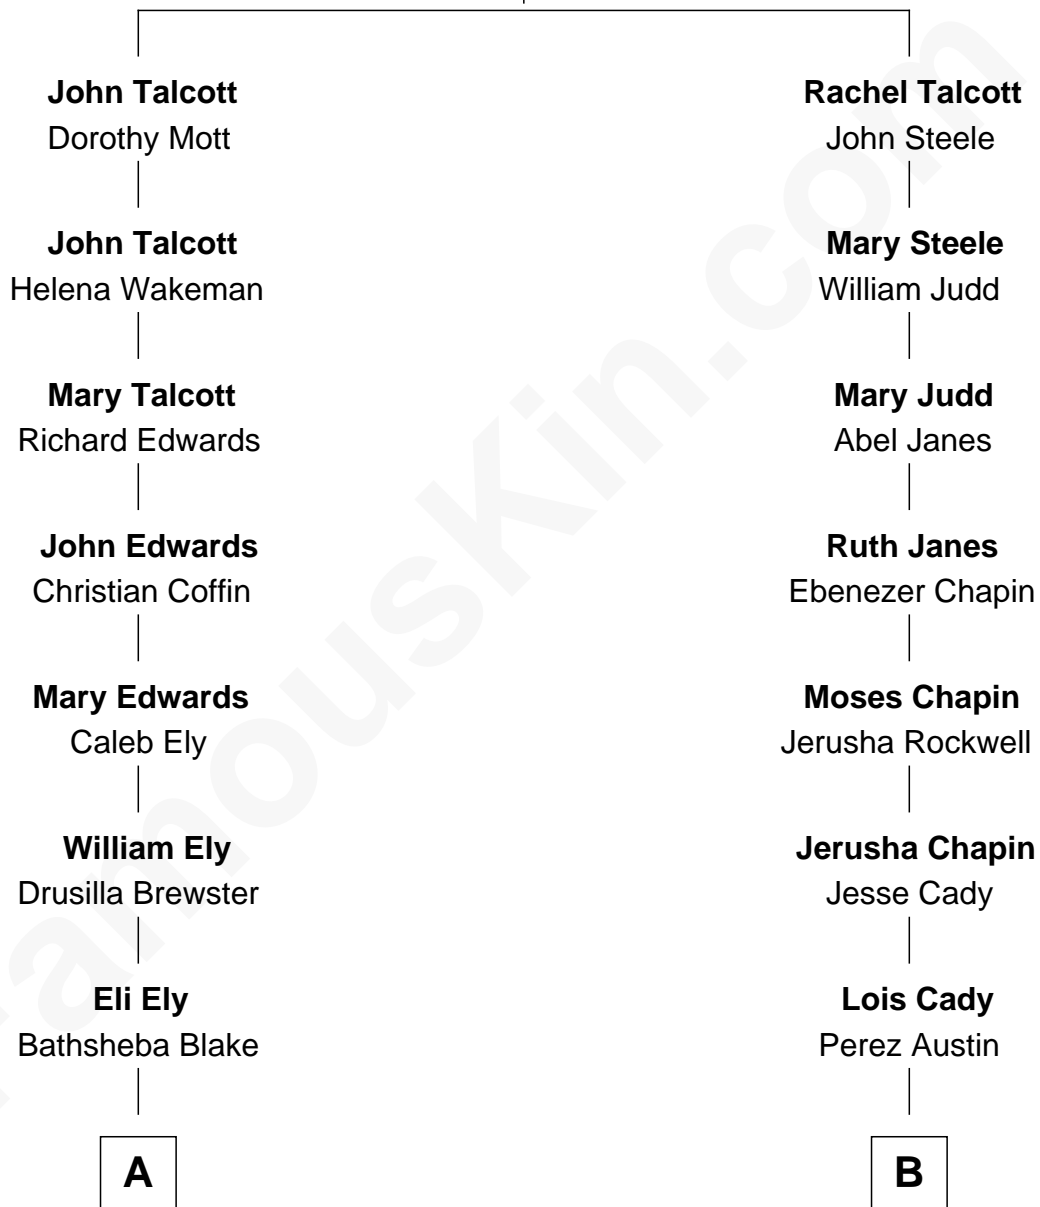 John Talcott
Dorothy Mott
Rachel Talcott
John Steele
John Talcott
Helena Wakeman
Mary Steele
William Judd
Mary Talcott
Richard Edwards
Mary Judd
Abel Janes
John Edwards
Christian Coffin
Ruth Janes
Ebenezer Chapin
Mary Edwards
Caleb Ely
Moses Chapin
Jerusha Rockwell
William Ely
Drusilla Brewster
Jerusha Chapin
Jesse Cady
Eli Ely
Bathsheba Blake
Lois Cady
Perez Austin
A
B
FamousKin.com